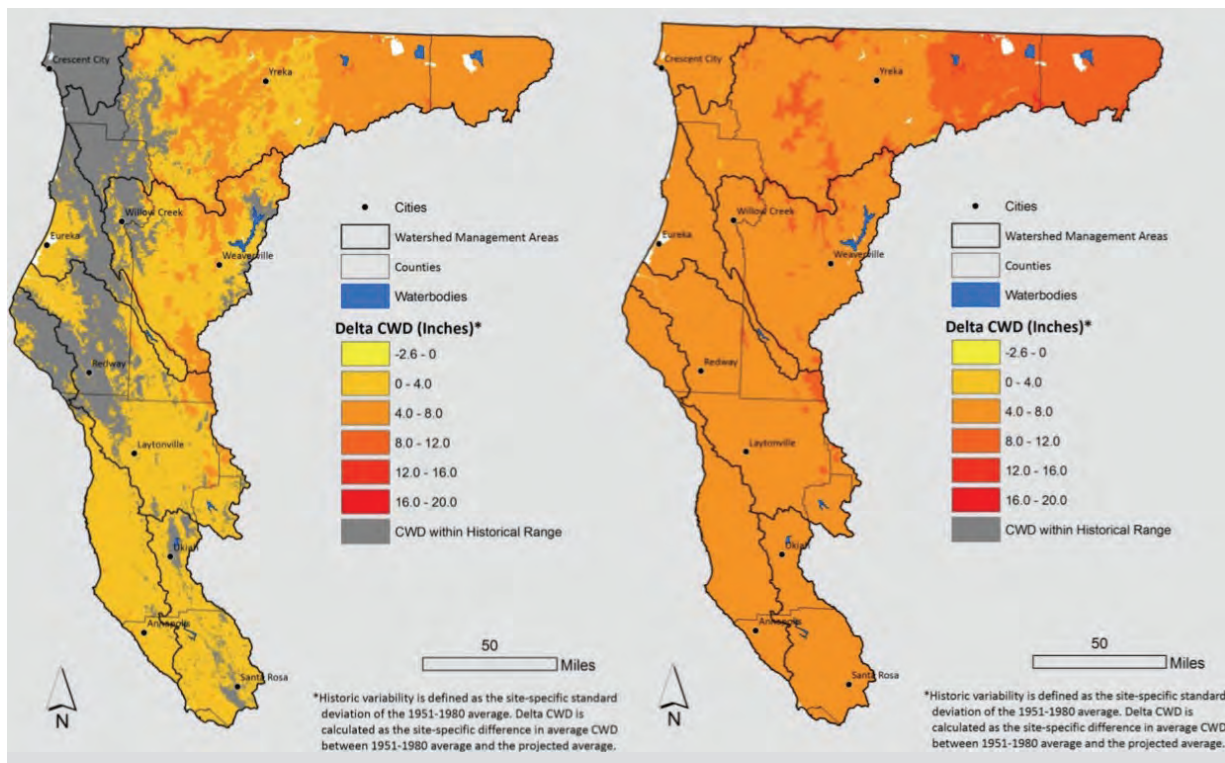 Crescent City
Yreka
Willow Creek
Eureka
Weaverville
Redway
Laytonville
Ukiah
Annapolis
Santa Rosa
Cities
Watershed Management Areas
Counties
Waterbodies
Delta CWD (Inches)*
-2.6 - 0
0 - 4.0
4.0 - 8.0
8.0 - 12.0
12.0 - 16.0
16.0 - 20.0
CWD within Historical Range
50
Miles
N
*Historic variability is defined as the site-specific standard
deviation of the 1951-1980 average. Delta CWD is
calculated as the site-specific difference in average CWD
between 1951-1980 average and the projected average.
Crescent City
Yreka
Willow Creek
Eureka
Weaverville
Redway
Laytonville
Ukiah
Annapolis
Santa Rosa
Cities
Watershed Management Areas
Counties
Waterbodies
Delta CWD (Inches)*
-2.6 - 0
0 - 4.0
4.0 - 8.0
8.0 - 12.0
12.0 - 16.0
16.0 - 20.0
CWD within Historical Range
50
Miles
N
*Historic variability is defined as the site-specific standard
deviation of the 1951-1980 average. Delta CWD is
calculated as the site-specific difference in average CWD
between 1951-1980 average and the projected average.